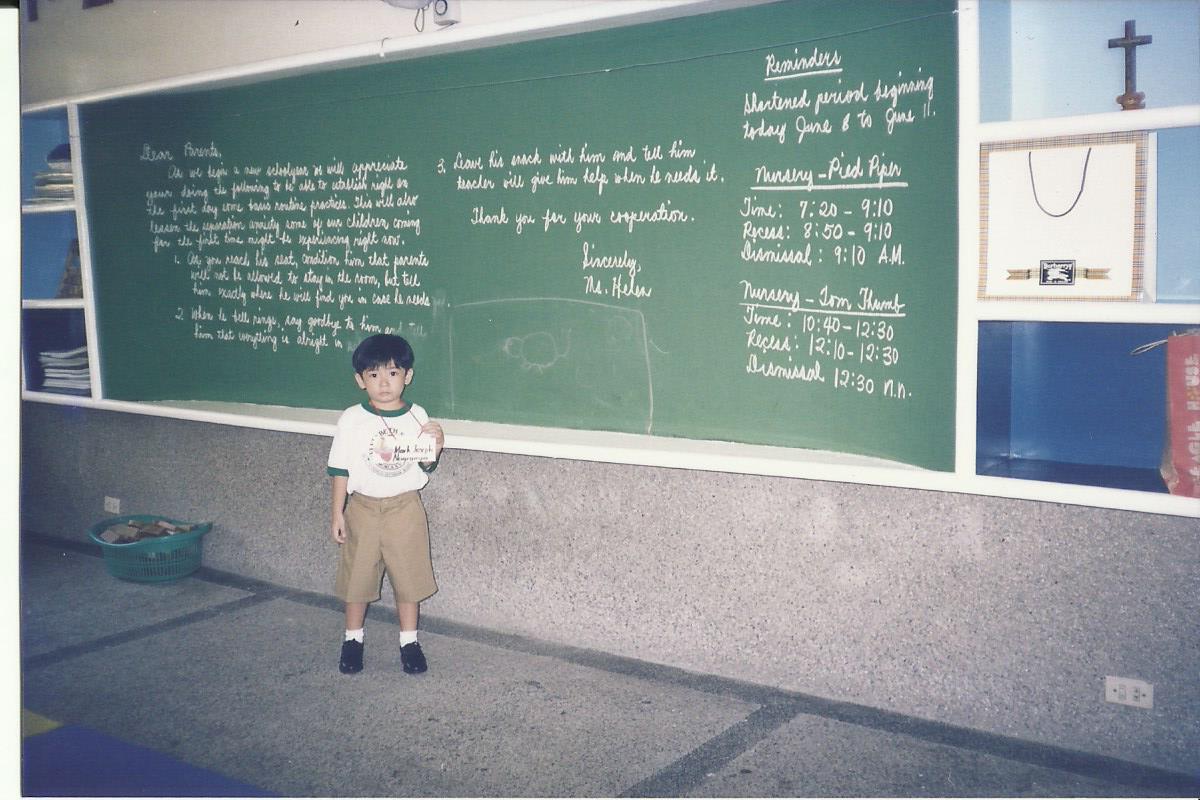 Dear Parents,
As we begin a new schoolyear we will appreciate
your doing the following to be able to establish right on
the first day some basic routine practices. This will also
lessen the separation anxiety some of our children coming
for the first time might be experiencing right now.
1. As you reach his seat, condition him that parents
will not be allowed to stay in the room, but tell
him exactly where he will find you in case he needs
2. When he bell rings, say goodbye to him and tell
him that everything is alright in
3. Leave his snack with him and tell him
teacher will give him help when he needs it.
Thank you for your cooperation.
Sincerely,
Ms. Helen
Reminders
Shortened period beginning
today June 8 to June 11.
Nursery - Pied Piper
Time: 7:20 - 9:10
Recess: 8:50 - 9:10
Dismissal: 9:10 A.M.
Nursery - Tom Thumb
Time: 10:40 - 12:30
Recess: 12:10 - 12:30
Dismissal 12:30 n.n.
Mark Joseph